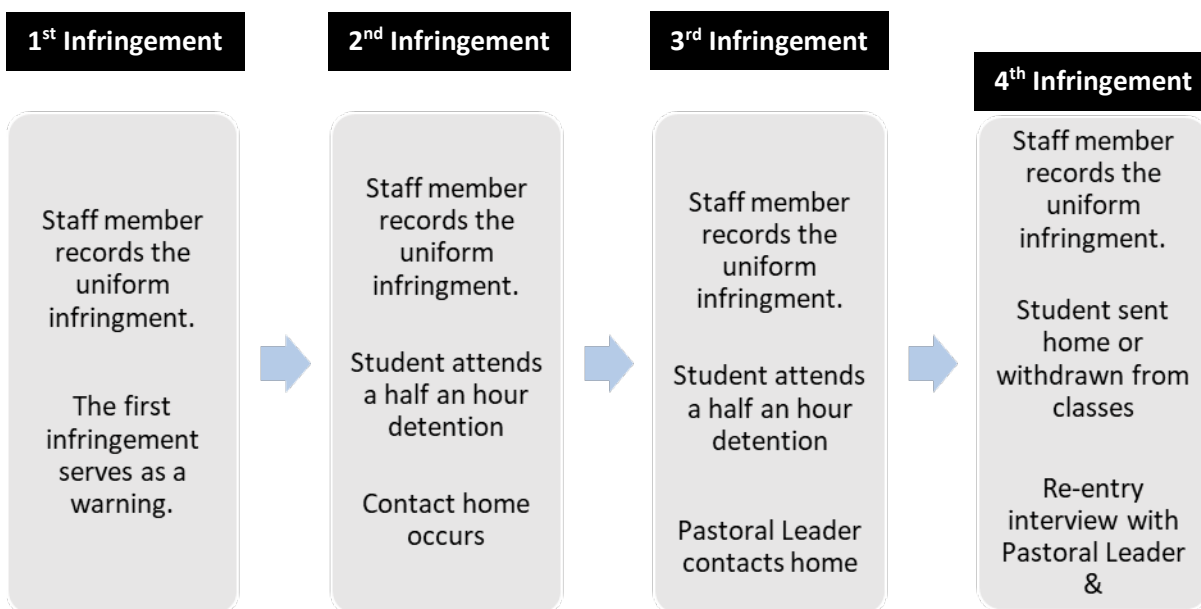 1st Infringement
Staff member
records the
uniform
infringment.
The first
infringement
serves as a
warning.
2nd Infringement
Staff member
records the
uniform
infringment.
Student attends
a half an hour
detention
Contact home
occurs
3rd Infringement
Staff member
records the
uniform
infringment.
Student attends
a half an hour
detention
Pastoral Leader
contacts home
4th Infringement
Staff member
records the
uniform
infringment.
Student sent
home or
withdrawn from
classes
Re-entry
interview with
Pastoral Leader
&